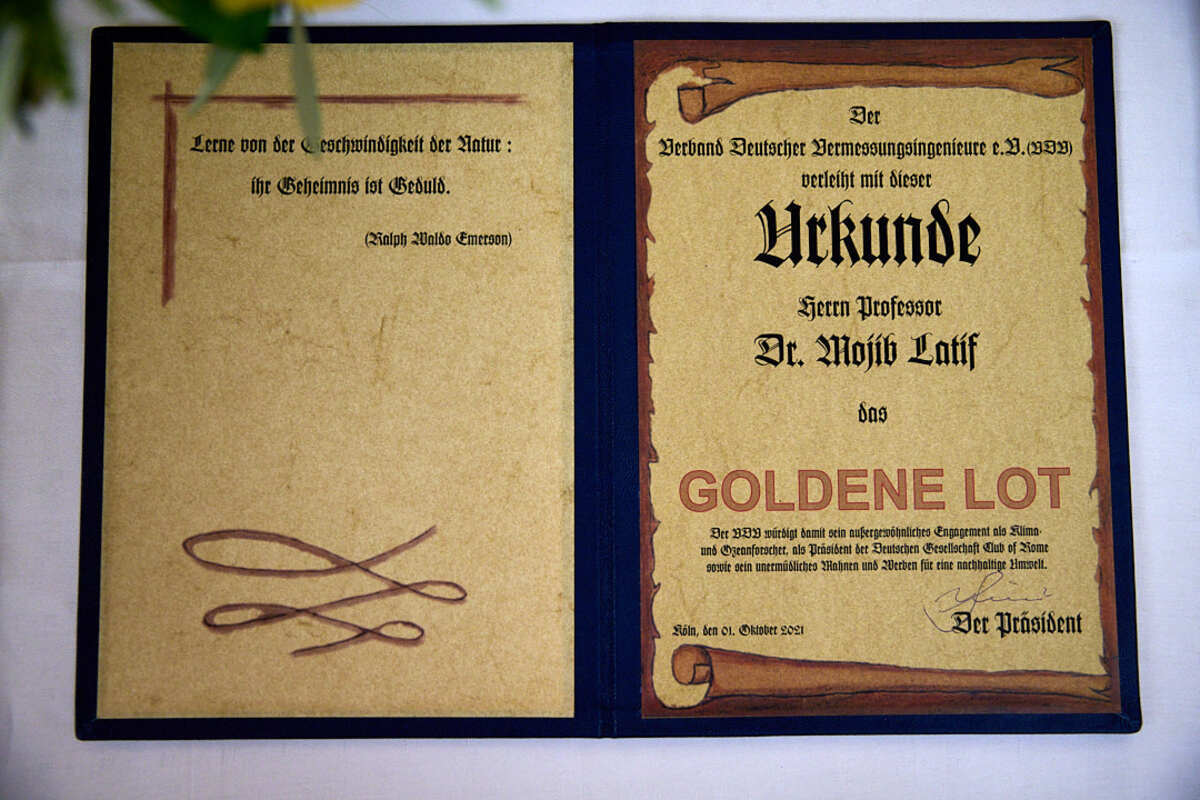 Lerne von der Geschwindigkeit der Natur :
ihr Geheimnis ist Geduld.
(Ralph Waldo Emerson)
Der
Verband Deutscher Vermessungsingenieure e.V.(VDV)
verleiht mit dieser
Urkunde
Herrn Professor
Dr. Mojib Latif
das
GOLDENE LOT
Der VDV würdigt damit sein außergewöhnliches Engagement als Klima-
und Ozeanforscher, als Präsident der Deutschen Gesellschaft Club of Rome
sowie sein unermüdliches Mahnen und Werben für eine nachhaltige Umwelt.
Köln, den 01. Oktober 2021
Der Präsident